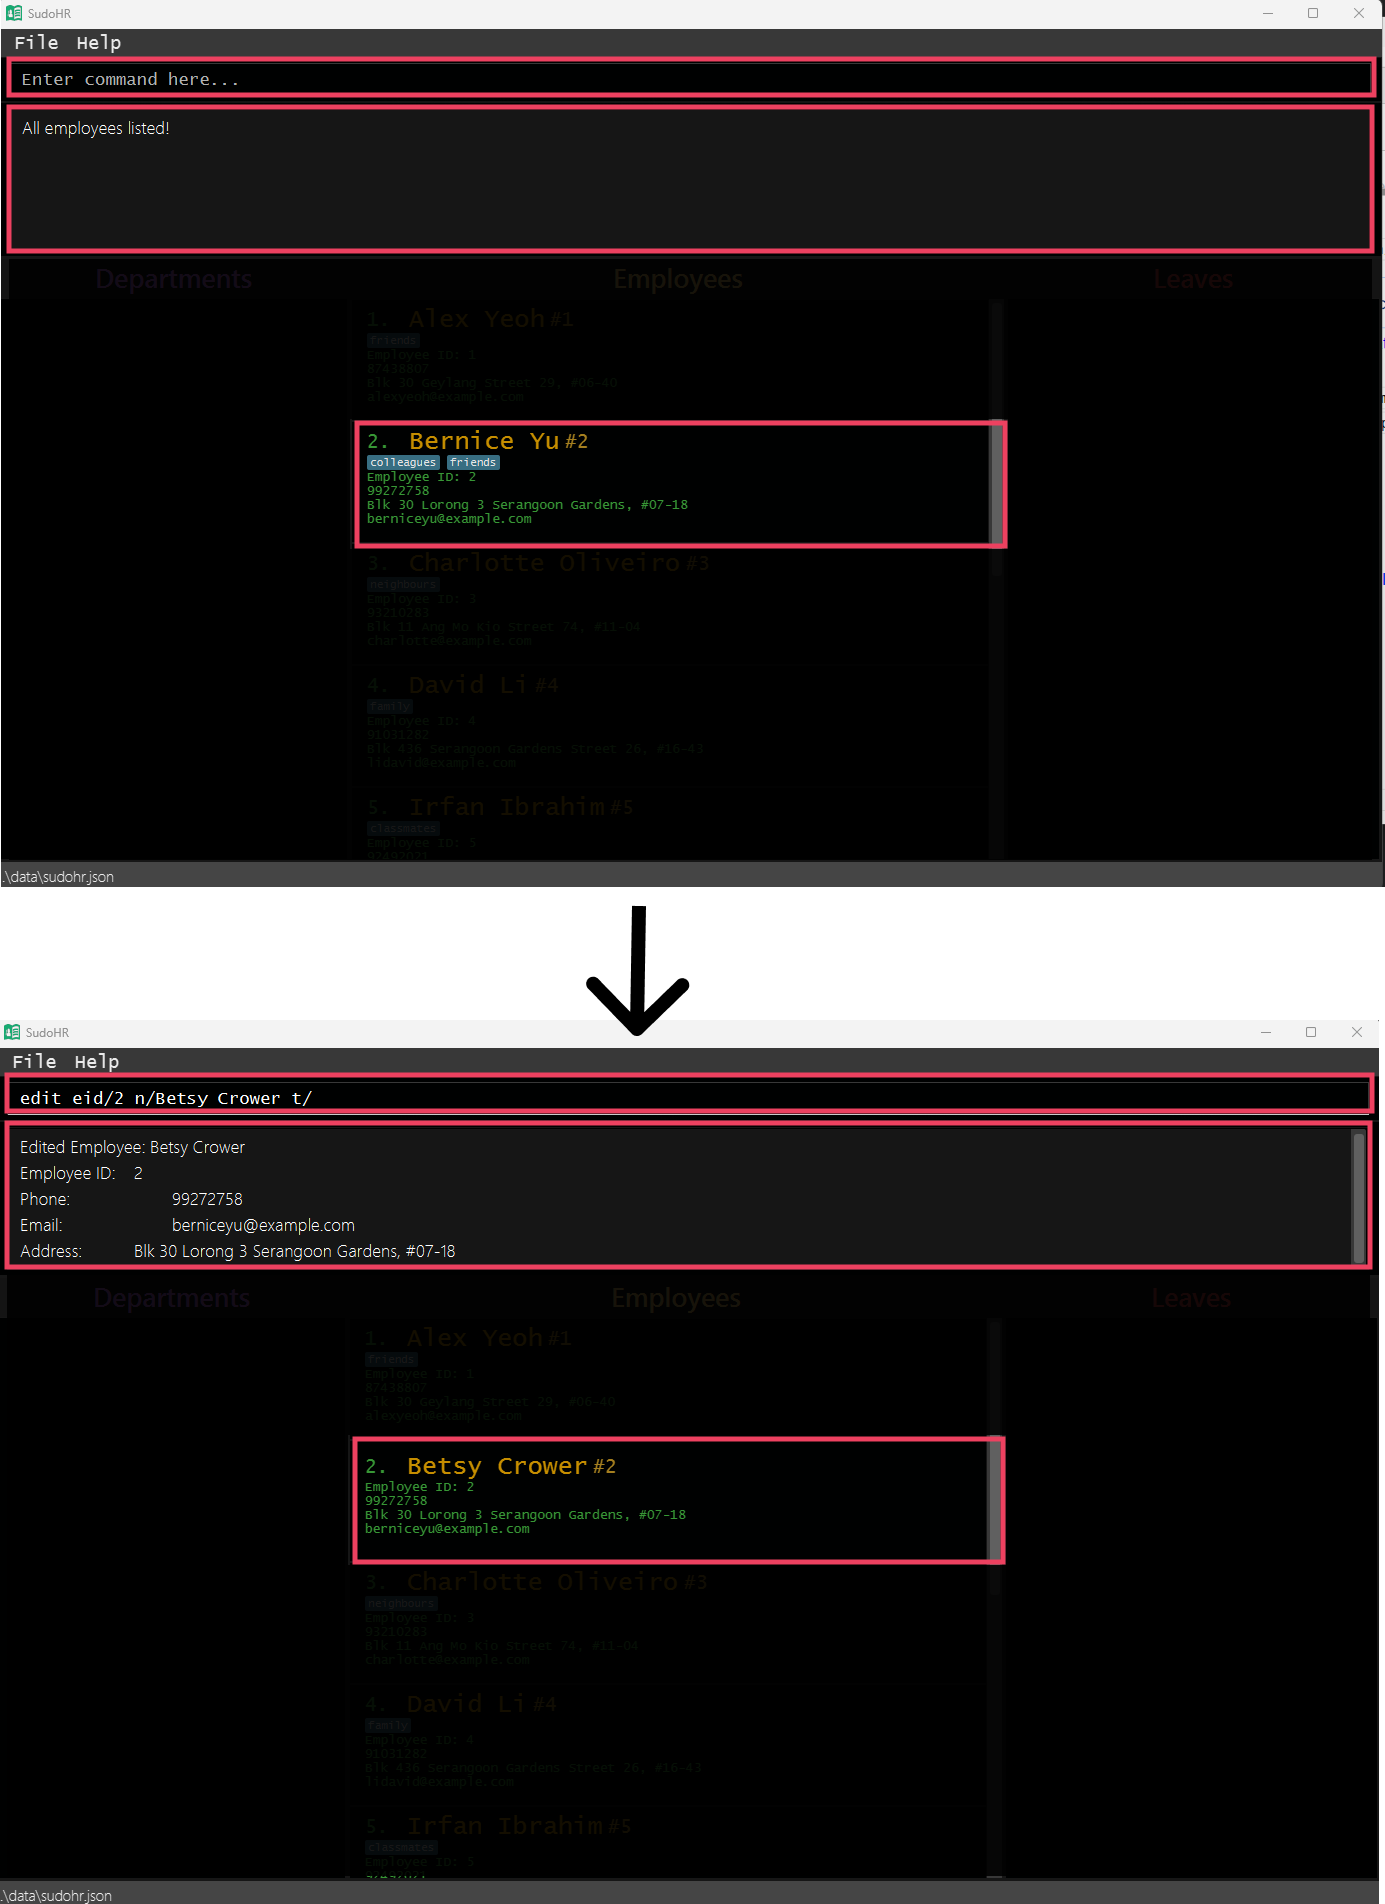 SudoHR
File Help
Enter command here...
All employees listed!
Departments Employees Leaves
1. Alex Yeoh #1
friends
Employee ID: 1
87438807
Blk 30 Geylang Street 29, #06-40
alexyeoh@example.com
2. Bernice Yu #2
colleagues friends
Employee ID: 2
99272758
Blk 30 Lorong 3 Serangoon Gardens, #07-18
berniceyu@example.com
3. Charlotte Oliveiro #3
neighbours
Employee ID: 3
93210283
Blk 11 Ang Mo Kio Street 74, #11-04
charlotte@example.com
4. David Li #4
family
Employee ID: 4
91031282
Blk 436 Serangoon Gardens Street 26, #16-43
lidavid@example.com
5. Irfan Ibrahim #5
classmates
Employee ID: 5
.\data\sudohr.json
SudoHR
File Help
edit eid/2 n/Betsy Crower t/
Edited Employee: Betsy Crower
Employee ID: 2
Phone: 99272758
Email: berniceyu@example.com
Address: Blk 30 Lorong 3 Serangoon Gardens, #07-18
Departments Employees Leaves
1. Alex Yeoh #1
friends
Employee ID: 1
87438807
Blk 30 Geylang Street 29, #06-40
alexyeoh@example.com
2. Betsy Crower #2
Employee ID: 2
99272758
Blk 30 Lorong 3 Serangoon Gardens, #07-18
berniceyu@example.com
3. Charlotte Oliveiro #3
neighbours
Employee ID: 3
93210283
Blk 11 Ang Mo Kio Street 74, #11-04
charlotte@example.com
4. David Li #4
family
Employee ID: 4
91031282
Blk 436 Serangoon Gardens Street 26, #16-43
lidavid@example.com
5. Irfan Ibrahim #5
classmates
Employee ID: 5
.\data\sudohr.json